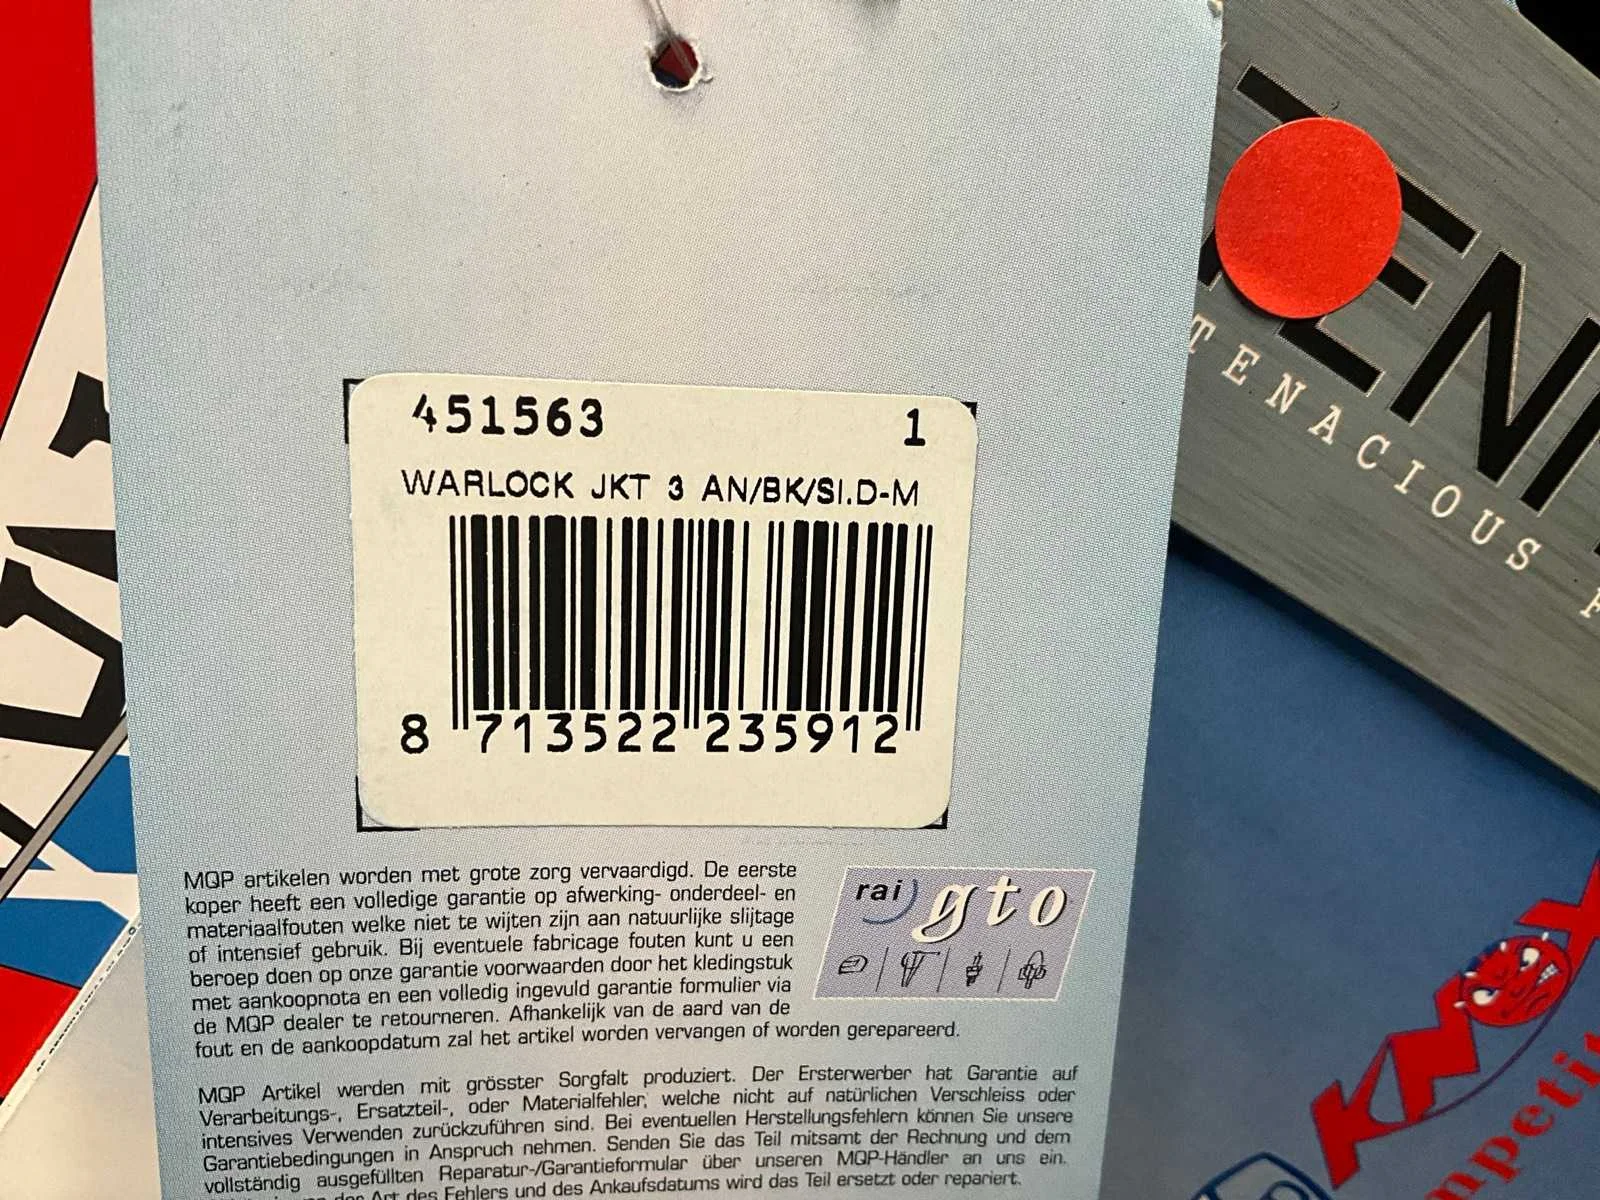 451563 1
WARLOCK JKT 3 AN/BK/SI.D-M
8 713522 235912
MQP artikelen worden met grote zorg vervaardigd. De eerste
koper heeft een volledige garantie op afwerking- onderdeel- en
materiaalfouten welke niet te wijten zijn aan natuurlijke slijtage
of intensief gebruik. Bij eventuele fabricage fouten kunt u een
beroep doen op onze garantie voorwaarden door het kledingstuk
met aankoopnota en een volledig ingevuld garantie formulier via
de MQP dealer te retourneren. Afhankelijk van de aard van de
fout en de aankoopdatum zal het artikel worden vervangen of worden gerepareerd.
rai gto
MQP Artikel werden mit grösster Sorgfalt produziert. Der Ersterwerber hat Garantie auf
Verarbeitungs-, Ersatzteil-, oder Materialfehler, welche nicht auf natürlichen Verschleiss oder
intensives Verwenden zurückzuführen sind. Bei eventuellen Herstellungsfehlern können Sie unsere
Garantiebedingungen in Anspruch nehmen. Senden Sie das Teil mitsamt der Rechnung und dem
vollständig ausgefüllten Reparatur-/Garantieformular über unseren MQP-Händler an uns ein.
der Art des Fehlers und des Ankaufsdatums wird das Teil ersetzt oder repariert.
TENACIOUS
KNOX